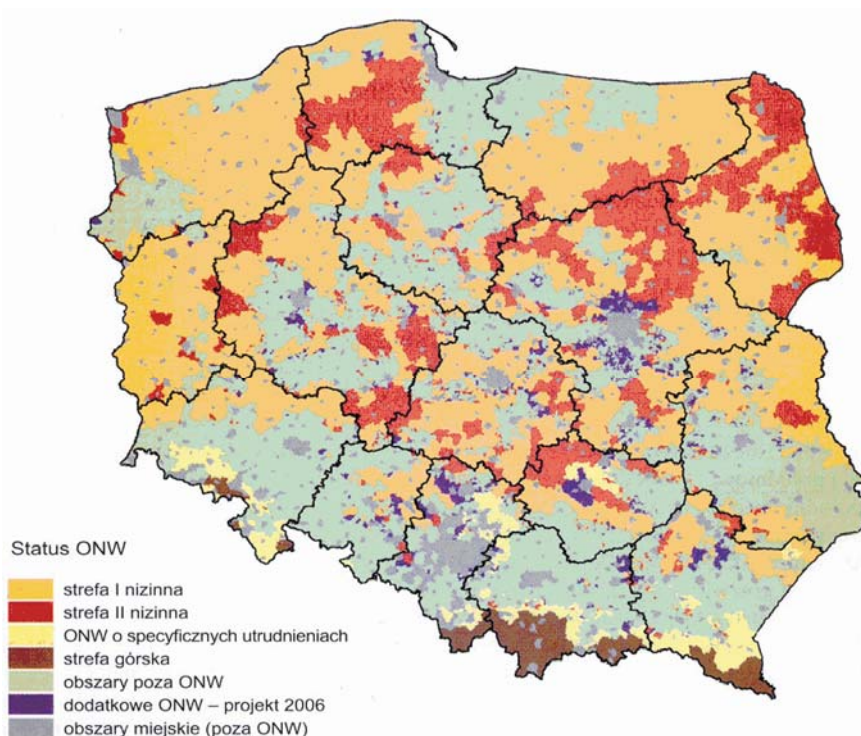 Status ONW
strefa I nizinna
strefa II nizinna
ONW o specyficznych utrudnieniach
strefa górska
obszary poza ONW
dodatkowe ONW – projekt 2006
obszary miejskie (poza ONW)